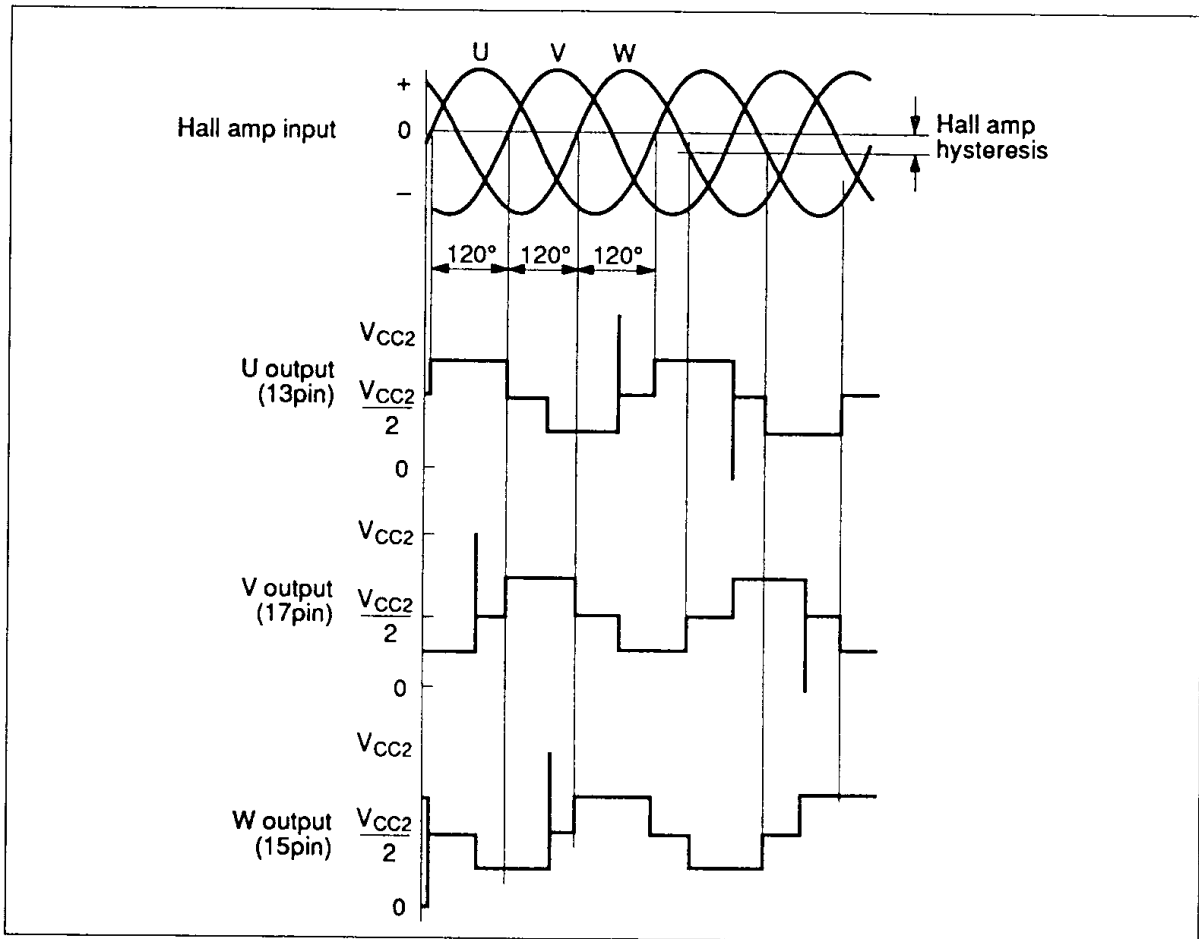 U V W
+
Hall amp input 0
−
Hall amp
hysteresis
120° 120° 120°
VCC2
U output
(13pin)
VCC2
2
0
VCC2
V output
(17pin)
VCC2
2
0
VCC2
W output
(15pin)
VCC2
2
0